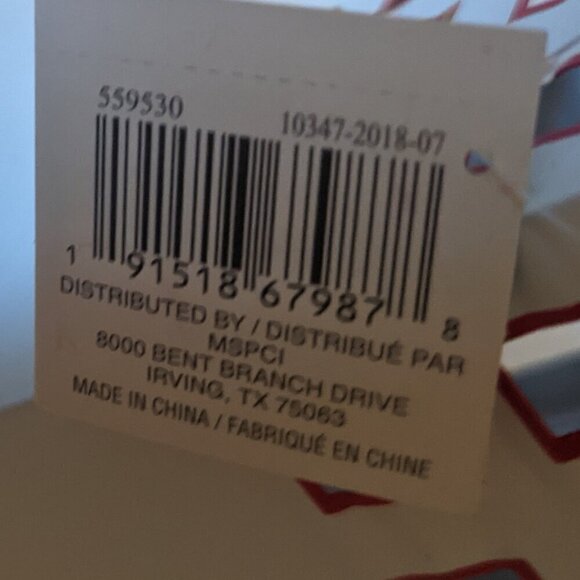 559530 10347-2018-07
1 91518 67987 8
DISTRIBUTED BY / DISTRIBUÉ PAR
MSPCI
8000 BENT BRANCH DRIVE
IRVING, TX 75063
MADE IN CHINA / FABRIQUÉ EN CHINE